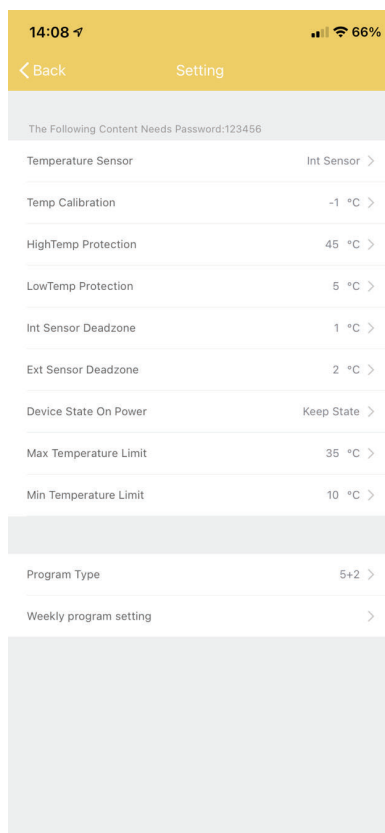 14:08 66%
Back Setting
The Following Content Needs Password:123456
Temperature Sensor Int Sensor
Temp Calibration -1 °C
HighTemp Protection 45 °C
LowTemp Protection 5 °C
Int Sensor Deadzone 1 °C
Ext Sensor Deadzone 2 °C
Device State On Power Keep State
Max Temperature Limit 35 °C
Min Temperature Limit 10 °C
Program Type 5+2
Weekly program setting